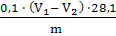 0,1 · (V₁ − V₂) · 28,1
m